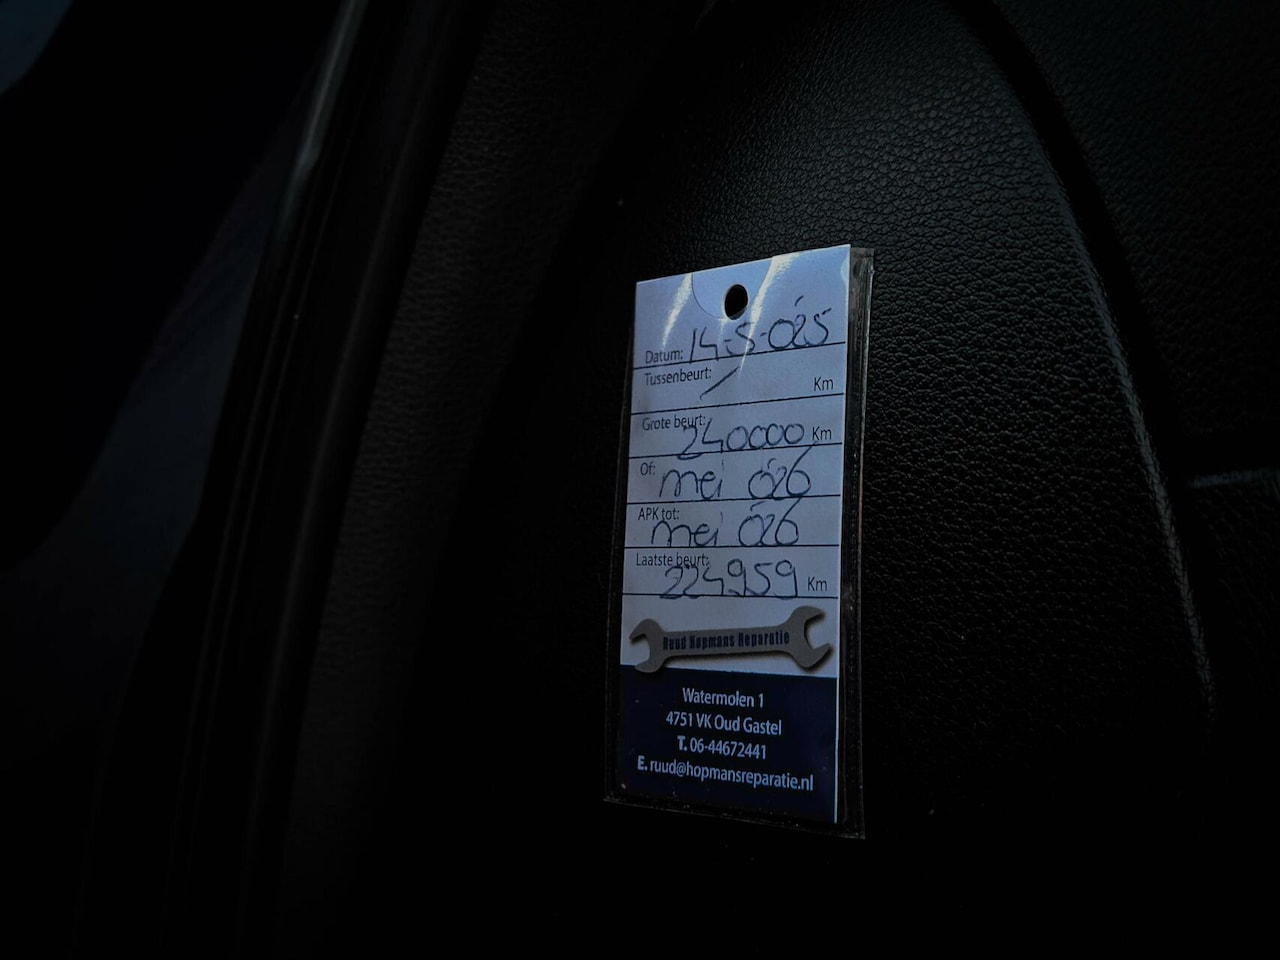 Datum: 14-5-025
Tussenbeurt: / Km
Grote beurt: 240000 Km
Of: mei 026
APK tot: mei 026
Laatste beurt: 224959 Km
Ruud Hopmans Reparatie
Watermolen 1
4751 VK Oud Gastel
T. 06-44672441
E. ruud@hopmansreparatie.nl